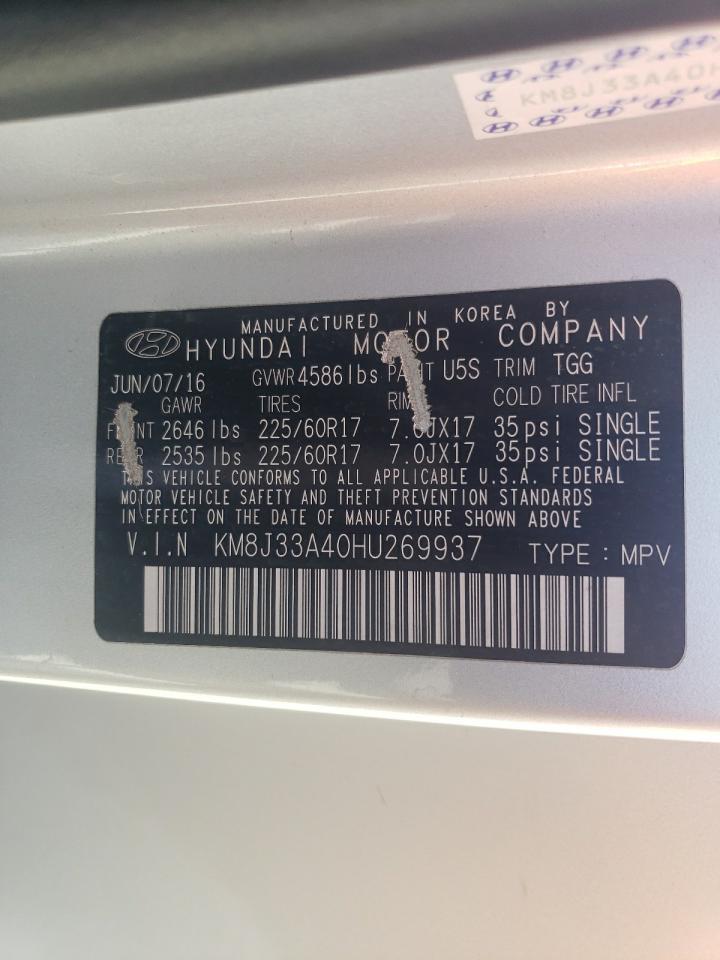 KM8J33A40H
MANUFACTURED IN KOREA BY
HYUNDAI MOTOR COMPANY
JUN/07/16 GVWR 4586 lbs PAINT U5S TRIM TGG
GAWR TIRES RIM COLD TIRE INFL
FRONT 2646 lbs 225/60R17 7.0JX17 35psi SINGLE
REAR 2535 lbs 225/60R17 7.0JX17 35psi SINGLE
THIS VEHICLE CONFORMS TO ALL APPLICABLE U.S.A. FEDERAL
MOTOR VEHICLE SAFETY AND THEFT PREVENTION STANDARDS
IN EFFECT ON THE DATE OF MANUFACTURE SHOWN ABOVE
V.I.N KM8J33A40HU269937 TYPE : MPV